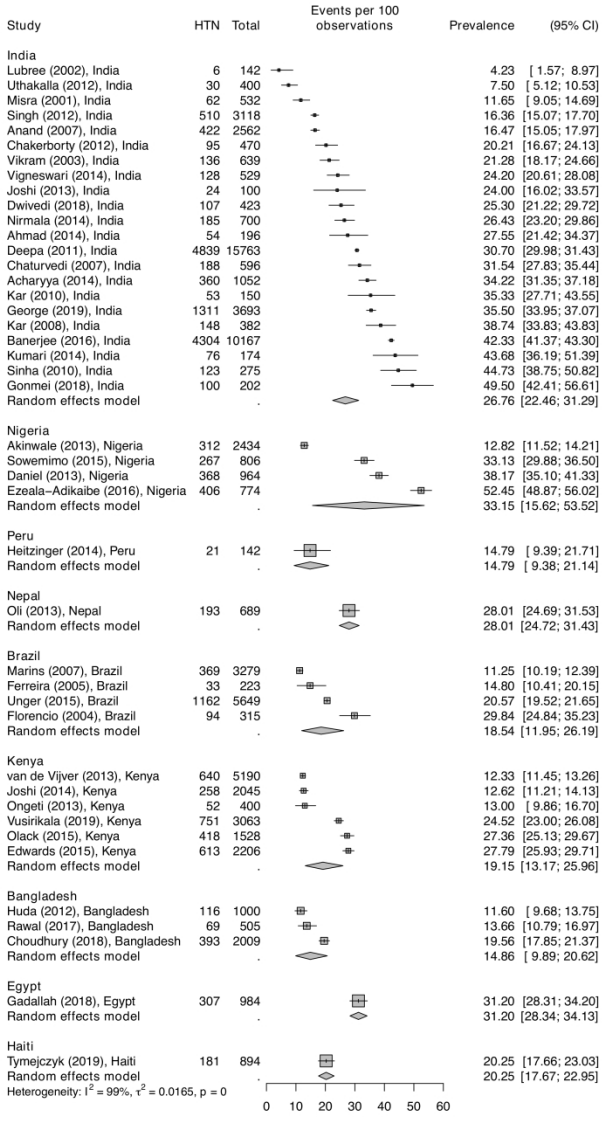 Events per 100
Study HTN Total observations Prevalence (95% CI)
India
Lubree (2002), India 6 142 4.23 [ 1.57; 8.97]
Uthakalla (2012), India 30 400 7.50 [ 5.12; 10.53]
Misra (2001), India 62 532 11.65 [ 9.05; 14.69]
Singh (2012), India 510 3118 16.36 [15.07; 17.70]
Anand (2007), India 422 2562 16.47 [15.05; 17.97]
Chakerborty (2012), India 95 470 20.21 [16.67; 24.13]
Vikram (2003), India 136 639 21.28 [18.17; 24.66]
Vigneswari (2014), India 128 529 24.20 [20.61; 28.08]
Joshi (2013), India 24 100 24.00 [16.02; 33.57]
Dwivedi (2018), India 107 423 25.30 [21.22; 29.72]
Nirmala (2014), India 185 700 26.43 [23.20; 29.86]
Ahmad (2014), India 54 196 27.55 [21.42; 34.37]
Deepa (2011), India 4839 15763 30.70 [29.98; 31.43]
Chaturvedi (2007), India 188 596 31.54 [27.83; 35.44]
Acharyya (2014), India 360 1052 34.22 [31.35; 37.18]
Kar (2010), India 53 150 35.33 [27.71; 43.55]
George (2019), India 1311 3693 35.50 [33.95; 37.07]
Kar (2008), India 148 382 38.74 [33.83; 43.83]
Banerjee (2016), India 4304 10167 42.33 [41.37; 43.30]
Kumari (2014), India 76 174 43.68 [36.19; 51.39]
Sinha (2010), India 123 275 44.73 [38.75; 50.82]
Gonmei (2018), India 100 202 49.50 [42.41; 56.61]
Random effects model . 26.76 [22.46; 31.29]
Nigeria
Akinwale (2013), Nigeria 312 2434 12.82 [11.52; 14.21]
Sowemimo (2015), Nigeria 267 806 33.13 [29.88; 36.50]
Daniel (2013), Nigeria 368 964 38.17 [35.10; 41.33]
Ezeala−Adikaibe (2016), Nigeria 406 774 52.45 [48.87; 56.02]
Random effects model . 33.15 [15.62; 53.52]
Peru
Heitzinger (2014), Peru 21 142 14.79 [ 9.39; 21.71]
Random effects model . 14.79 [ 9.38; 21.14]
Nepal
Oli (2013), Nepal 193 689 28.01 [24.69; 31.53]
Random effects model . 28.01 [24.72; 31.43]
Brazil
Marins (2007), Brazil 369 3279 11.25 [10.19; 12.39]
Ferreira (2005), Brazil 33 223 14.80 [10.41; 20.15]
Unger (2015), Brazil 1162 5649 20.57 [19.52; 21.65]
Florencio (2004), Brazil 94 315 29.84 [24.84; 35.23]
Random effects model . 18.54 [11.95; 26.19]
Kenya
van de Vijver (2013), Kenya 640 5190 12.33 [11.45; 13.26]
Joshi (2014), Kenya 258 2045 12.62 [11.21; 14.13]
Ongeti (2013), Kenya 52 400 13.00 [ 9.86; 16.70]
Vusirikala (2019), Kenya 751 3063 24.52 [23.00; 26.08]
Olack (2015), Kenya 418 1528 27.36 [25.13; 29.67]
Edwards (2015), Kenya 613 2206 27.79 [25.93; 29.71]
Random effects model . 19.15 [13.17; 25.96]
Bangladesh
Huda (2012), Bangladesh 116 1000 11.60 [ 9.68; 13.75]
Rawal (2017), Bangladesh 69 505 13.66 [10.79; 16.97]
Choudhury (2018), Bangladesh 393 2009 19.56 [17.85; 21.37]
Random effects model . 14.86 [ 9.89; 20.62]
Egypt
Gadallah (2018), Egypt 307 984 31.20 [28.31; 34.20]
Random effects model . 31.20 [28.34; 34.13]
Haiti
Tymejczyk (2019), Haiti 181 894 20.25 [17.66; 23.03]
Random effects model . 20.25 [17.67; 22.95]
Heterogeneity: I² = 99%, τ² = 0.0165, p = 0
0 10 20 30 40 50 60